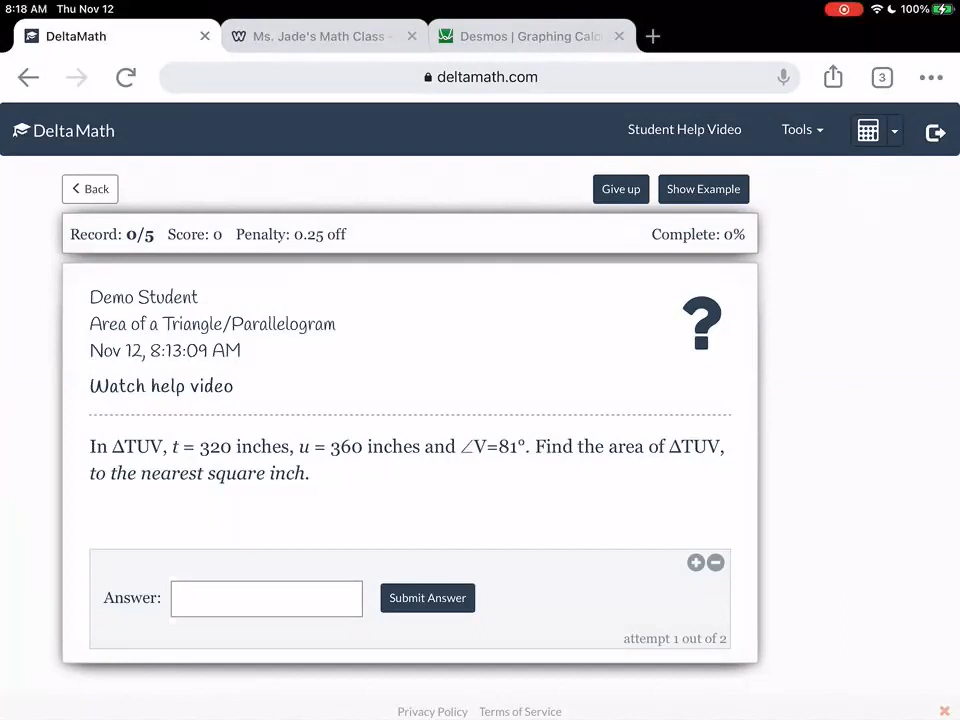 8:18 AM Thu Nov 12
100%
DeltaMath
Ms. Jade's Math Class -
Desmos | Graphing Calcu
deltamath.com
3
DeltaMath
Student Help Video
Tools
Back
Give up
Show Example
Record: 0/5 Score: 0 Penalty: 0.25 off
Complete: 0%
Demo Student
Area of a Triangle/Parallelogram
Nov 12, 8:13:09 AM
Watch help video
?
In ΔTUV, t = 320 inches, u = 360 inches and ∠V=81°. Find the area of ΔTUV,
to the nearest square inch.
Answer:
Submit Answer
attempt 1 out of 2
Privacy Policy Terms of Service